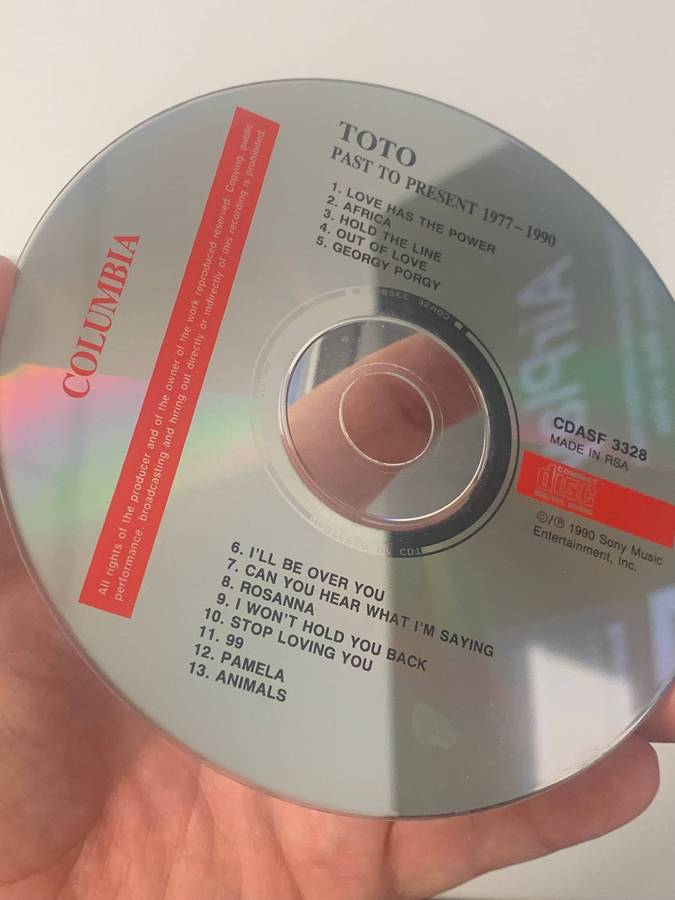 TOTO
PAST TO PRESENT 1977–1990
1. LOVE HAS THE POWER
2. AFRICA
3. HOLD THE LINE
4. OUT OF LOVE
5. GEORGY PORGY
COLUMBIA
All rights of the producer and of the owner of the work reproduced reserved. Copying, public
performance, broadcasting and hiring out directly or indirectly of this recording is prohibited.
CDASF 3328
MADE IN RSA
COMPACT
disc
DIGITAL AUDIO
©/℗ 1990 Sony Music
Entertainment, Inc.
6. I'LL BE OVER YOU
7. CAN YOU HEAR WHAT I'M SAYING
8. ROSANNA
9. I WON'T HOLD YOU BACK
10. STOP LOVING YOU
11. 99
12. PAMELA
13. ANIMALS